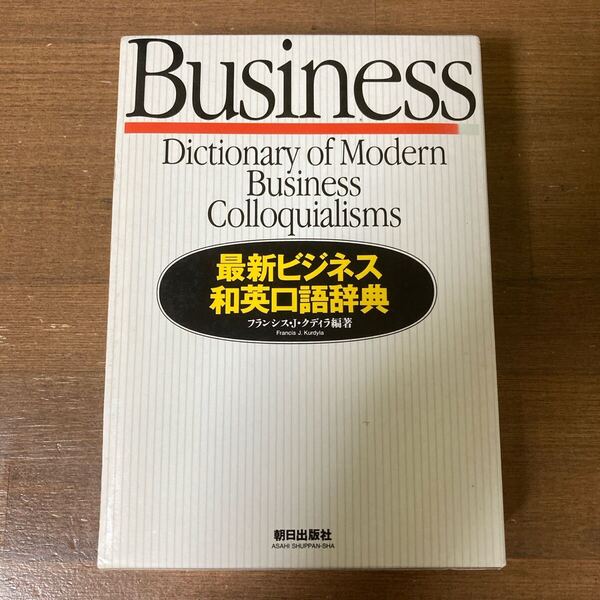 Business
Dictionary of Modern
Business
Colloquialisms
最新ビジネス
和英口語辞典
フランシス・J・クディラ編著
Francis J. Kurdyla
朝日出版社
ASAHI SHUPPAN-SHA